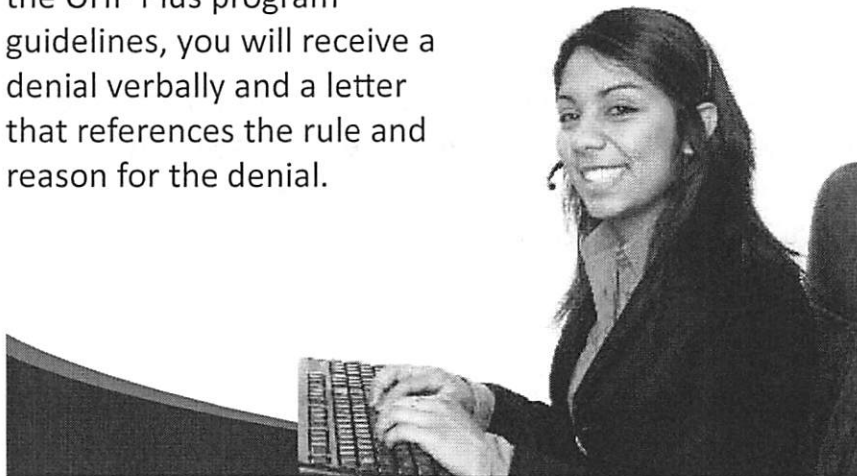 the OHP Plus program
guidelines, you will receive a
denial verbally and a letter
that references the rule and
reason for the denial.